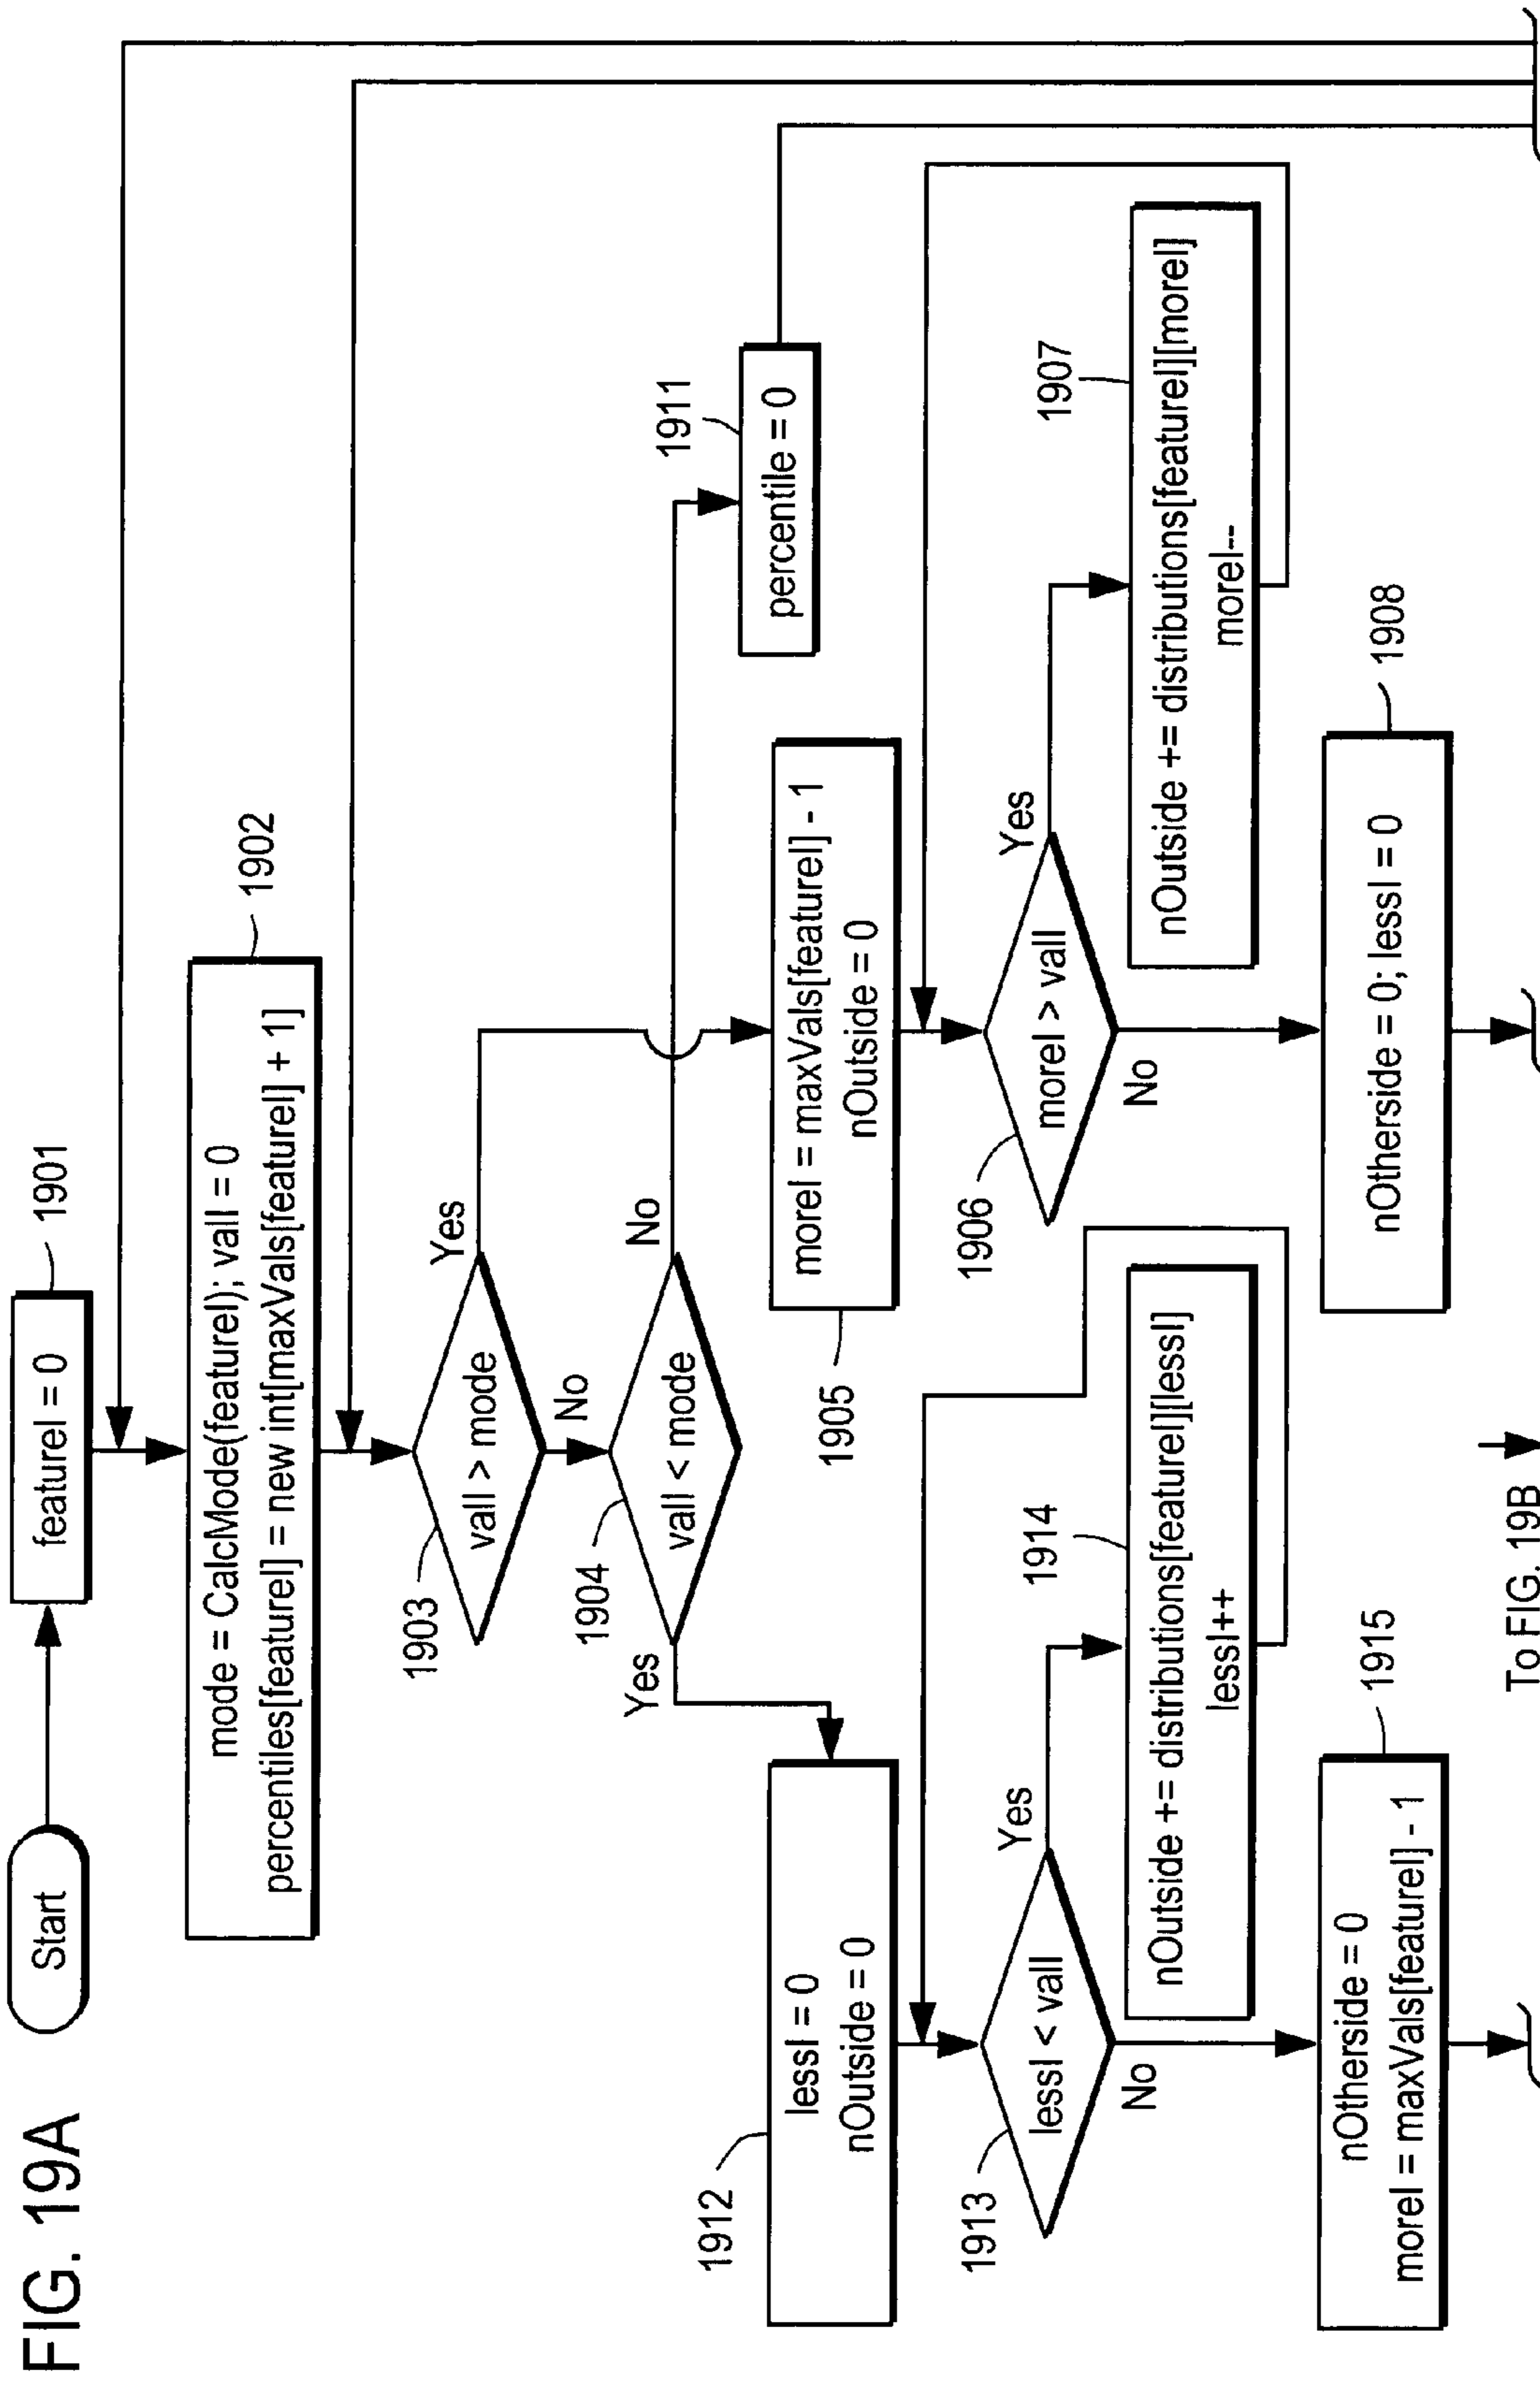 FIG. 19A
Start
featureI = 0
1901
mode = CalcMode(featureI); valI = 0
percentiles[featureI] = new int[maxVals[featureI] + 1]
1902
1903
valI > mode
Yes
No
1904
valI < mode
Yes
No
percentile = 0
1911
1912
lessI = 0
nOutside = 0
1905
moreI = maxVals[featureI] - 1
nOutside = 0
1913
lessI < valI
Yes
No
1914
nOutside += distributions[featureI][lessI]
lessI++
1906
moreI > valI
Yes
No
1907
nOutside += distributions[featureI][moreI]
moreI--
nOtherside = 0
moreI = maxVals[featureI] - 1
1915
nOtherside = 0; lessI = 0
1908
To FIG. 19B